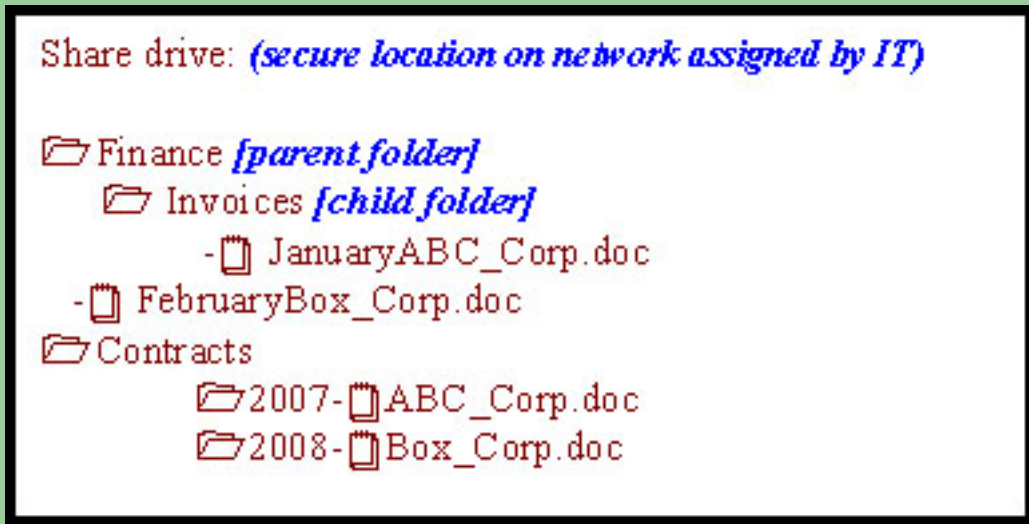 Share drive: (secure location on network assigned by IT)
Finance [parent folder]
Invoices [child folder]
- JanuaryABC_Corp.doc
- FebruaryBox_Corp.doc
Contracts
2007-ABC_Corp.doc
2008-Box_Corp.doc